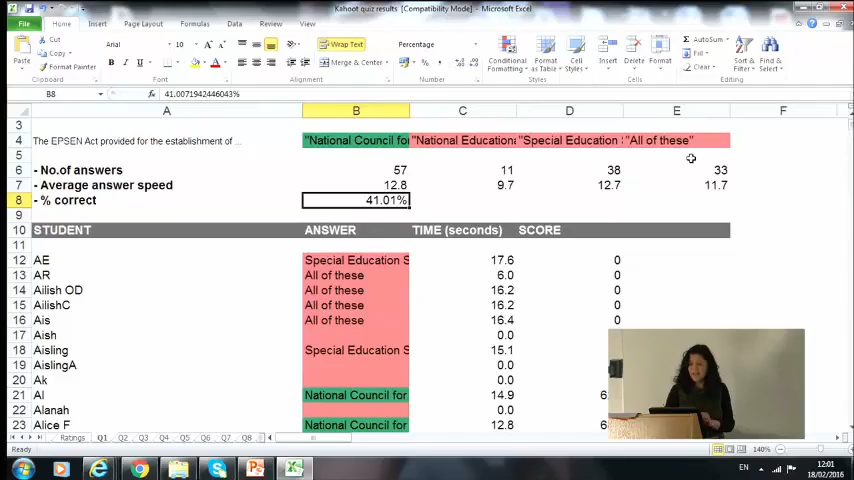 Kahoot quiz results [Compatibility Mode] - Microsoft Excel
File Home Insert Page Layout Formulas Data Review View
Cut
Copy
Paste Format Painter
Clipboard
Arial 10
B I U
Font
Wrap Text
Merge & Center
Alignment
Percentage
%
Number
Conditional Formatting Format as Table Cell Styles
Styles
Insert Delete Format
Cells
AutoSum
Fill
Clear
Sort & Filter Find & Select
Editing
B8 fx 41.0071942446043%
A B C D E F
3
4 The EPSEN Act provided for the establishment of ... "National Council for "National Educationa "Special Education "All of these"
5
6 - No.of answers 57 11 38 33
7 - Average answer speed 12.8 9.7 12.7 11.7
8 - % correct 41.01%
9
10 STUDENT ANSWER TIME (seconds) SCORE
11
12 AE Special Education S 17.6 0
13 AR All of these 6.0 0
14 Ailish OD All of these 16.2 0
15 AilishC All of these 16.2 0
16 Ais All of these 16.4 0
17 Aish 0.0
18 Aisling Special Education S 15.1
19 AislingA 0.0
20 Ak 0.0
21 Al National Council for 14.9 6
22 Alanah 0.0
23 Alice F National Council for 12.8 6
Ratings Q1 Q2 Q3 Q4 Q5 Q6 Q7 Q8
Ready 140%
EN 12:01
18/02/2016